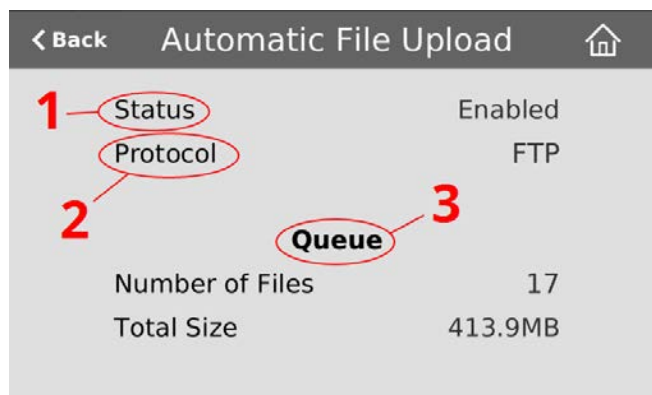 Back Automatic File Upload
1 Status Enabled
Protocol FTP
2 3
Queue
Number of Files 17
Total Size 413.9MB